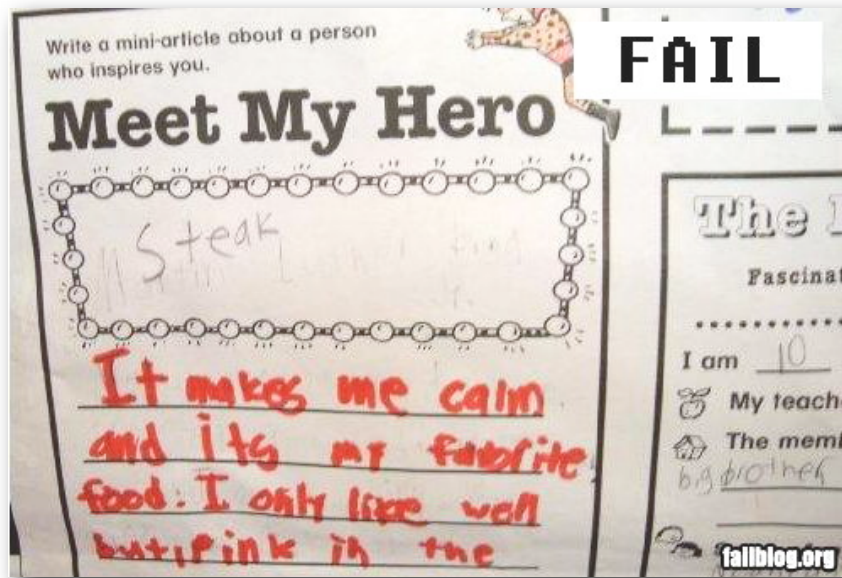 Write a mini-article about a person
who inspires you.
FAIL
Meet My Hero
Steak
It makes me calm
and its my faborite
food. I only like well
but pink in the
The
Fascinat
I am 10
My teach
The memb
big brother
failblog.org